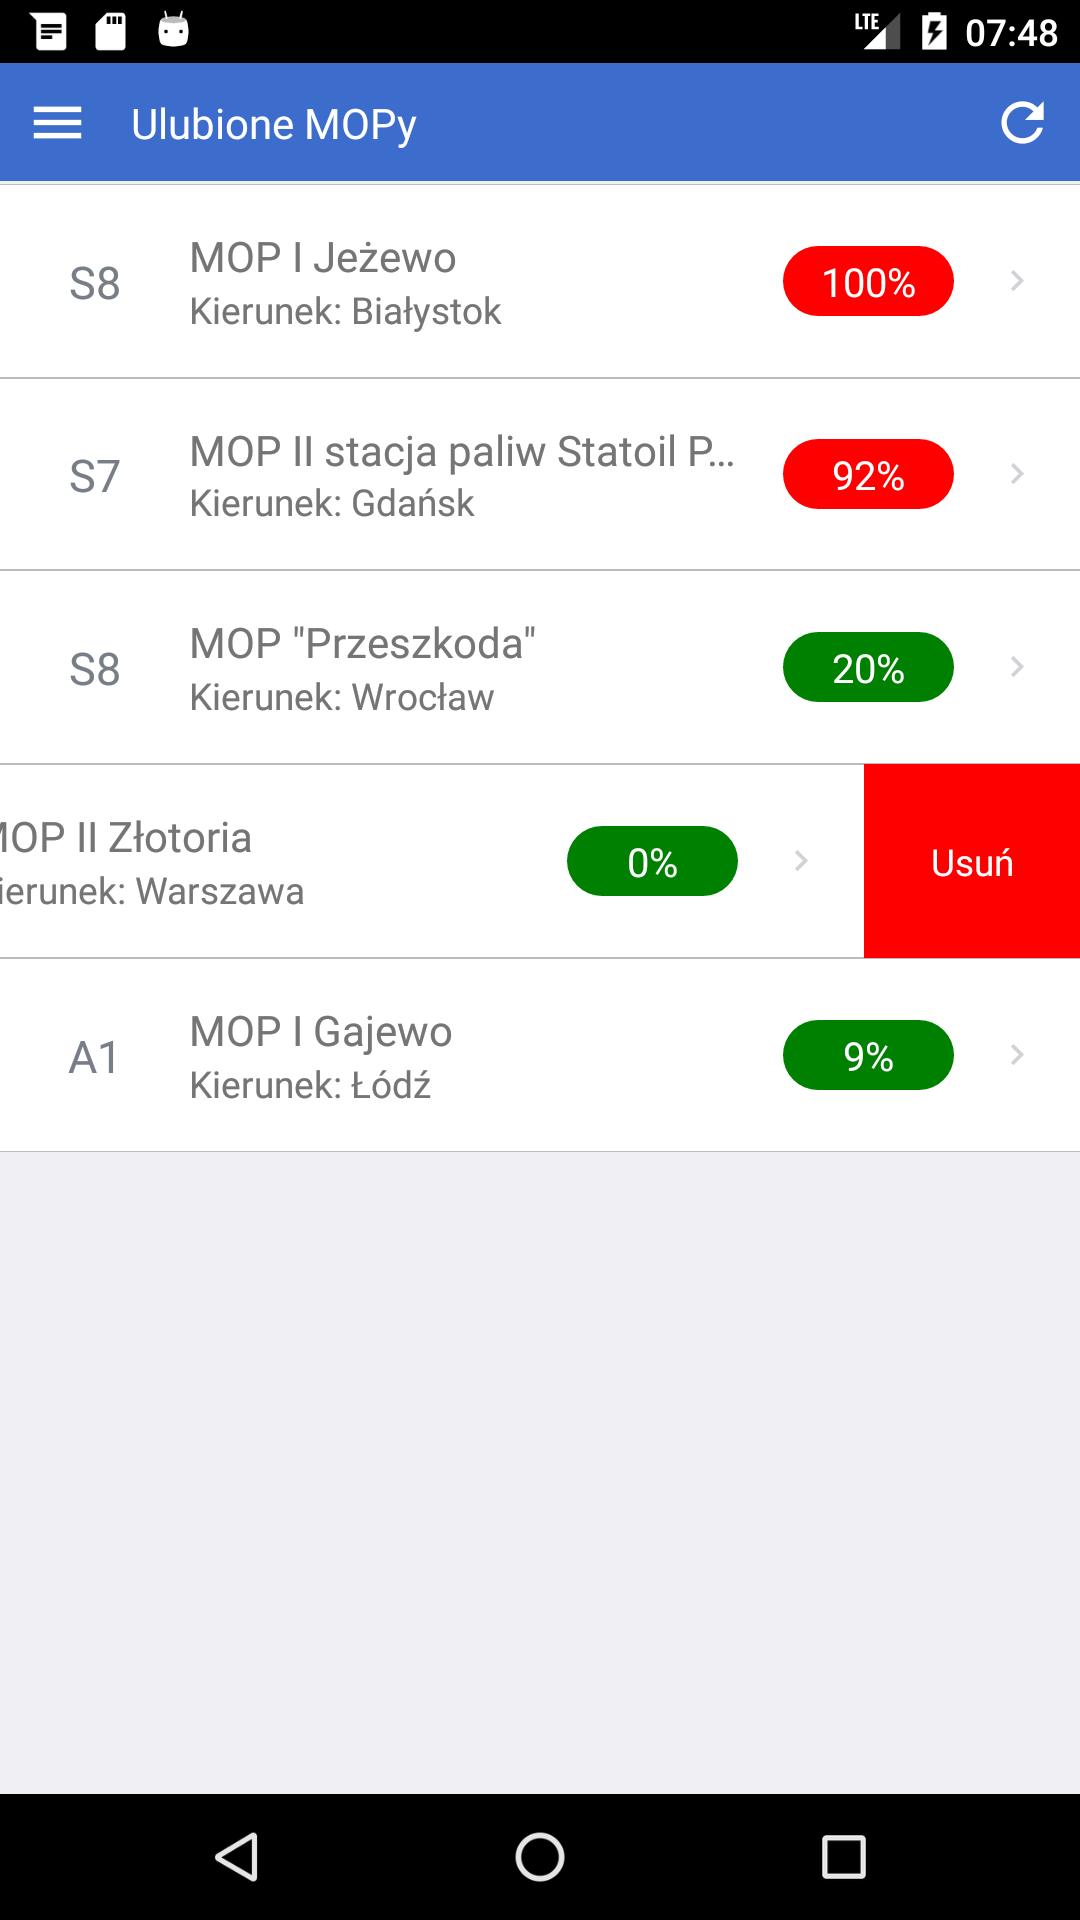 LTE 07:48
Ulubione MOPy
S8
MOP I Jeżewo
Kierunek: Białystok
100%
S7
MOP II stacja paliw Statoil P...
Kierunek: Gdańsk
92%
S8
MOP "Przeszkoda"
Kierunek: Wrocław
20%
MOP II Złotoria
ierunek: Warszawa
0%
Usuń
A1
MOP I Gajewo
Kierunek: Łódź
9%